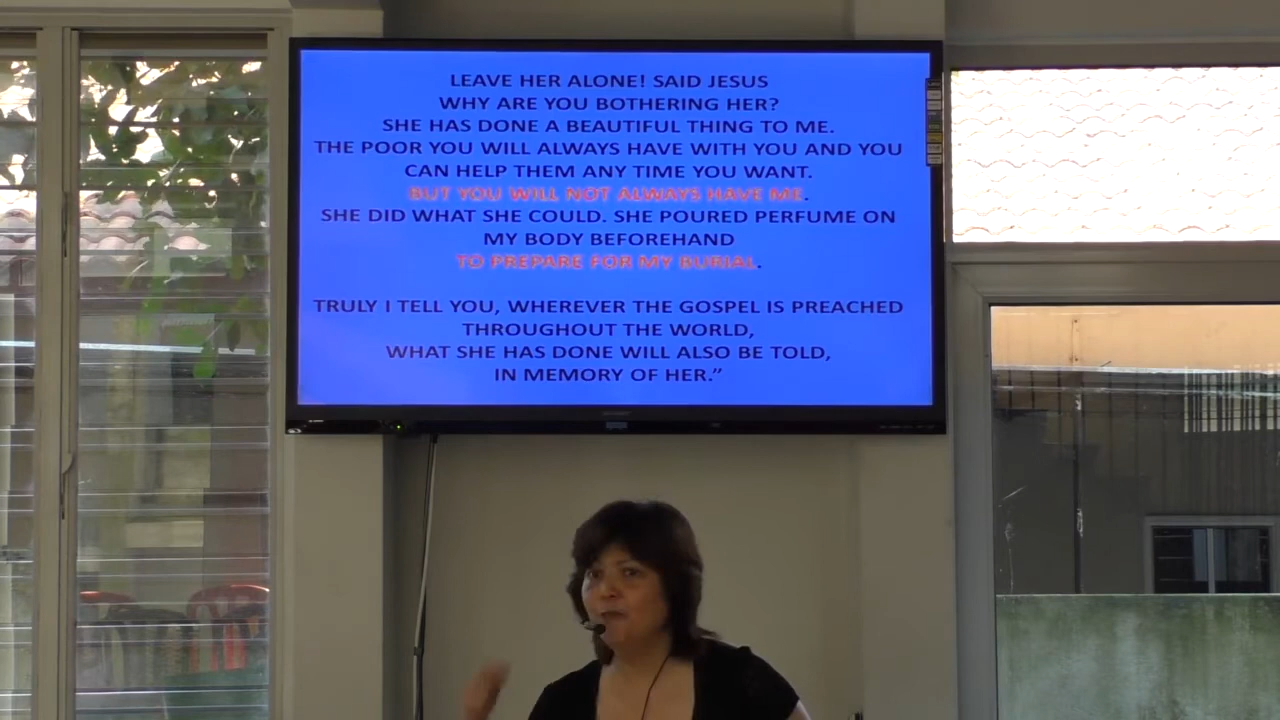 LEAVE HER ALONE! SAID JESUS
WHY ARE YOU BOTHERING HER?
SHE HAS DONE A BEAUTIFUL THING TO ME.
THE POOR YOU WILL ALWAYS HAVE WITH YOU AND YOU
CAN HELP THEM ANY TIME YOU WANT.
BUT YOU WILL NOT ALWAYS HAVE ME.
SHE DID WHAT SHE COULD. SHE POURED PERFUME ON
MY BODY BEFOREHAND
TO PREPARE FOR MY BURIAL.
TRULY I TELL YOU, WHEREVER THE GOSPEL IS PREACHED
THROUGHOUT THE WORLD,
WHAT SHE HAS DONE WILL ALSO BE TOLD,
IN MEMORY OF HER.”